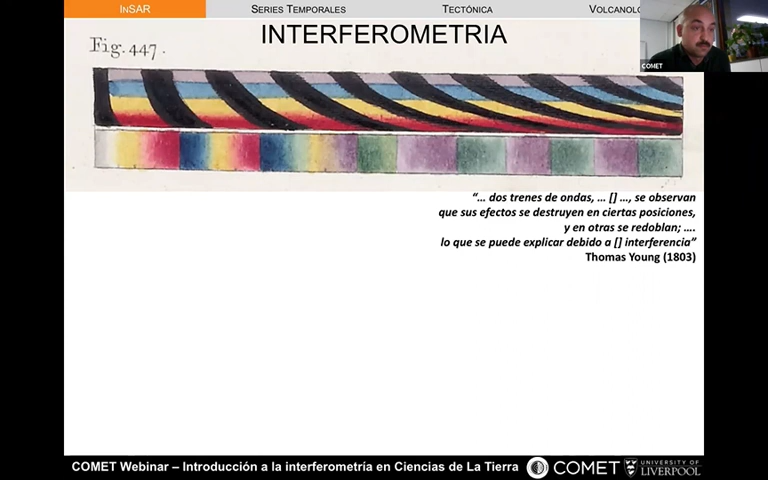 InSAR
Series Temporales
Tectónica
INTERFEROMETRIA
COMET
Fig. 447.
“… dos trenes de ondas, … [] …, se observan
que sus efectos se destruyen en ciertas posiciones,
y en otras se redoblan; ….
lo que se puede explicar debido a [] interferencia”
Thomas Young (1803)
COMET Webinar – Introducción a la interferometría en Ciencias de La Tierra
COMET
UNIVERSITY OF
LIVERPOOL